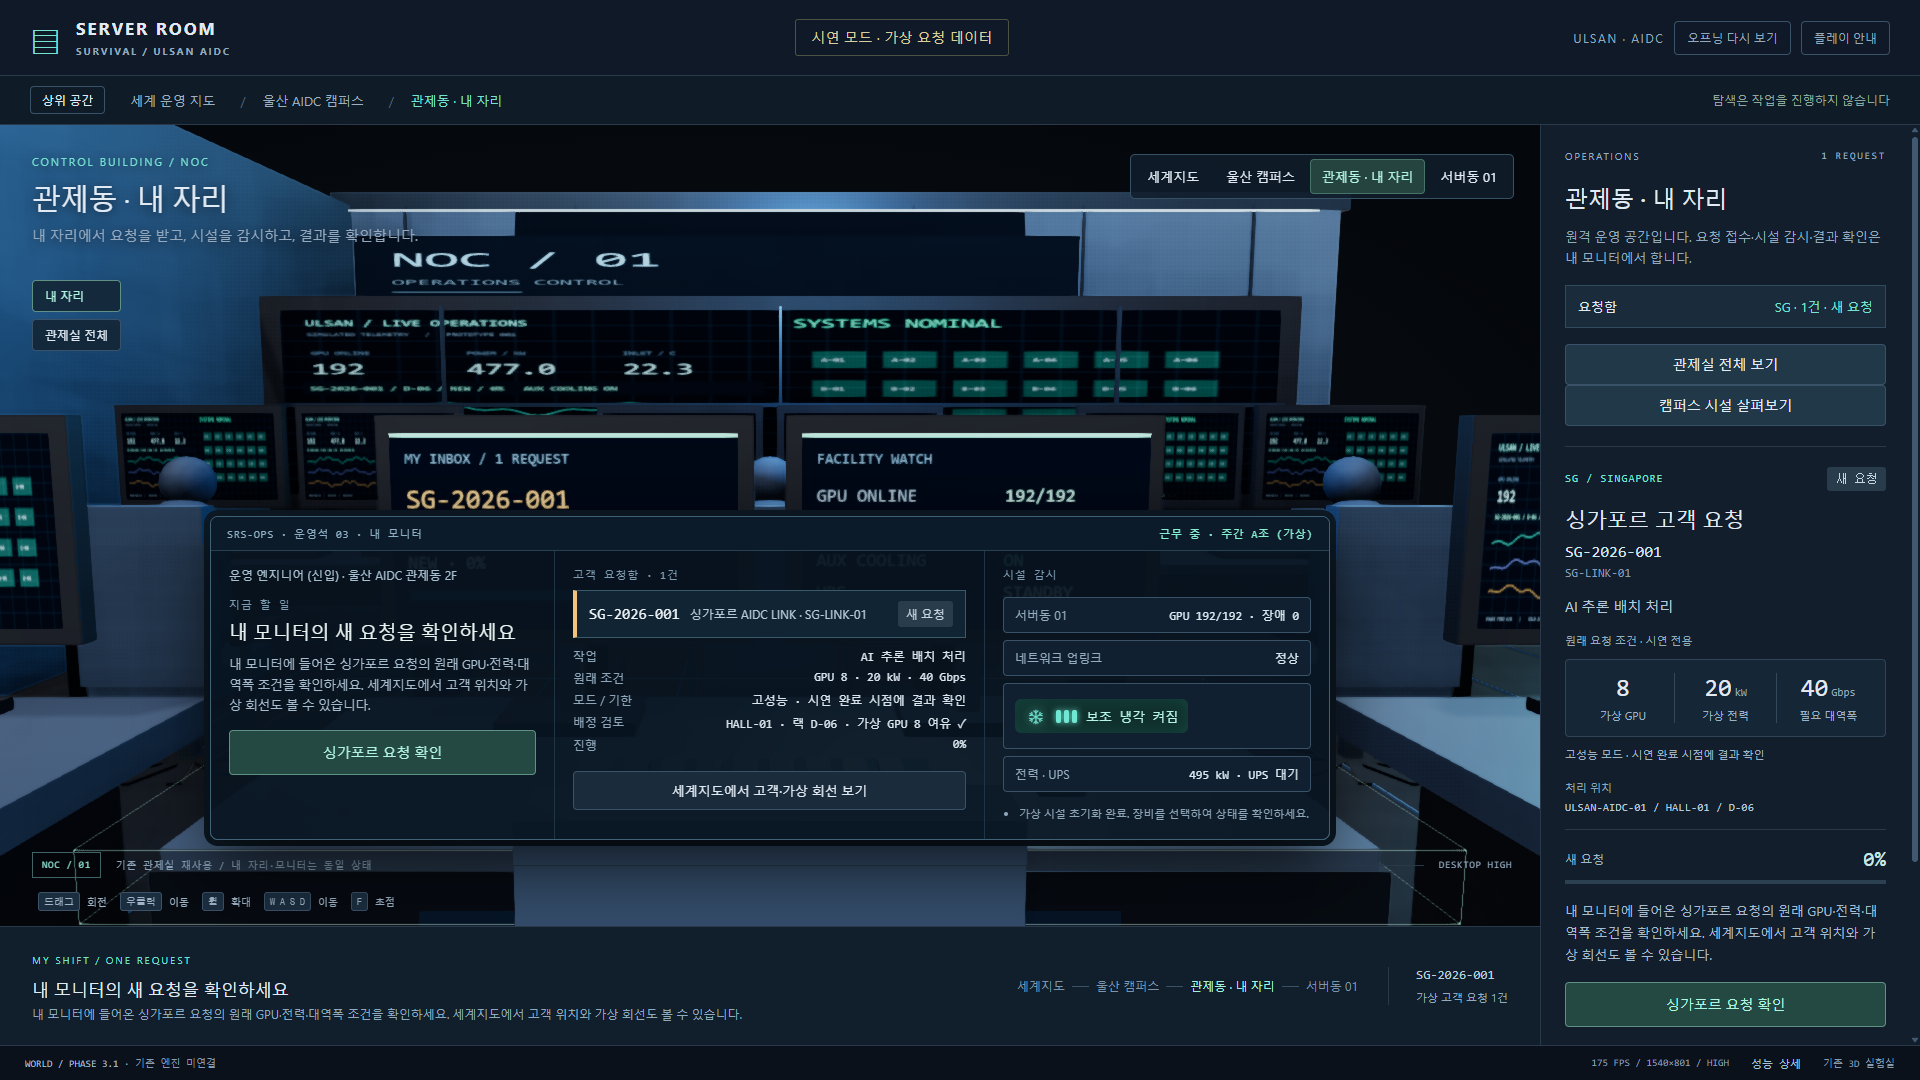 SERVER ROOM
SURVIVAL / ULSAN AIDC
시연 모드 · 가상 요청 데이터
ULSAN · AIDC
오프닝 다시 보기
플레이 안내
상위 공간
세계 운영 지도 / 울산 AIDC 캠퍼스 / 관제동 · 내 자리
탐색은 작업을 진행하지 않습니다
CONTROL BUILDING / NOC
관제동 · 내 자리
내 자리에서 요청을 받고, 시설을 감시하고, 결과를 확인합니다.
내 자리
관제실 전체
세계지도
울산 캠퍼스
관제동 · 내 자리
서버동 01
NOC / 01
OPERATIONS CONTROL
ULSAN / LIVE OPERATIONS
GPU ONLINE
POWER / kW
INLET / C
192
477.0
22.3
SG-2026-001 / D-06 / NEW / 0% AUX COOLING ON
SYSTEMS NOMINAL
MY INBOX / 1 REQUEST
SG-2026-001
NEW · 0%
FACILITY WATCH
GPU ONLINE 192/192
AUX COOLING ON
STANDBY
SRS-OPS · 운영석 03 · 내 모니터
근무 중 · 주간 A조 (가상)
운영 엔지니어 (신입) · 울산 AIDC 관제동 2F
지금 할 일
내 모니터의 새 요청을 확인하세요
내 모니터에 들어온 싱가포르 요청의 원래 GPU·전력·대
역폭 조건을 확인하세요. 세계지도에서 고객 위치와 가
상 회선도 볼 수 있습니다.
싱가포르 요청 확인
고객 요청함 · 1건
SG-2026-001 싱가포르 AIDC LINK · SG-LINK-01 새 요청
작업 AI 추론 배치 처리
원래 조건 GPU 8 · 20 kW · 40 Gbps
모드 / 기한 고성능 · 시연 완료 시점에 결과 확인
배정 검토 HALL-01 · 랙 D-06 · 가상 GPU 8 여유 ✓
진행 0%
세계지도에서 고객·가상 회선 보기
시설 감시
서버동 01 GPU 192/192 · 장애 0
네트워크 업링크 정상
보조 냉각 켜짐
전력 · UPS 495 kW · UPS 대기
• 가상 시설 초기화 완료. 장비를 선택하여 상태를 확인하세요.
NOC / 01
기존 관제실 재사용 / 내 자리·모니터는 동일 상태
DESKTOP HIGH
드래그 회전 우클릭 이동 휠 확대 W A S D 이동 F 초점
MY SHIFT / ONE REQUEST
내 모니터의 새 요청을 확인하세요
내 모니터에 들어온 싱가포르 요청의 원래 GPU·전력·대역폭 조건을 확인하세요. 세계지도에서 고객 위치와 가상 회선도 볼 수 있습니다.
세계지도 — 울산 캠퍼스 — 관제동 · 내 자리 — 서버동 01
SG-2026-001
가상 고객 요청 1건
OPERATIONS
1 REQUEST
관제동 · 내 자리
원격 운영 공간입니다. 요청 접수·시설 감시·결과 확인은
내 모니터에서 합니다.
요청함 SG · 1건 · 새 요청
관제실 전체 보기
캠퍼스 시설 살펴보기
SG / SINGAPORE
새 요청
싱가포르 고객 요청
SG-2026-001
SG-LINK-01
AI 추론 배치 처리
원래 요청 조건 · 시연 전용
8
20 kW
40 Gbps
가상 GPU
가상 전력
필요 대역폭
고성능 모드 · 시연 완료 시점에 결과 확인
처리 위치
ULSAN-AIDC-01 / HALL-01 / D-06
새 요청 0%
내 모니터에 들어온 싱가포르 요청의 원래 GPU·전력·대
역폭 조건을 확인하세요. 세계지도에서 고객 위치와 가
상 회선도 볼 수 있습니다.
싱가포르 요청 확인
WORLD / PHASE 3.1 · 기존 엔진 미연결
175 FPS / 1540×801 / HIGH
성능 상세
기존 3D 실험실